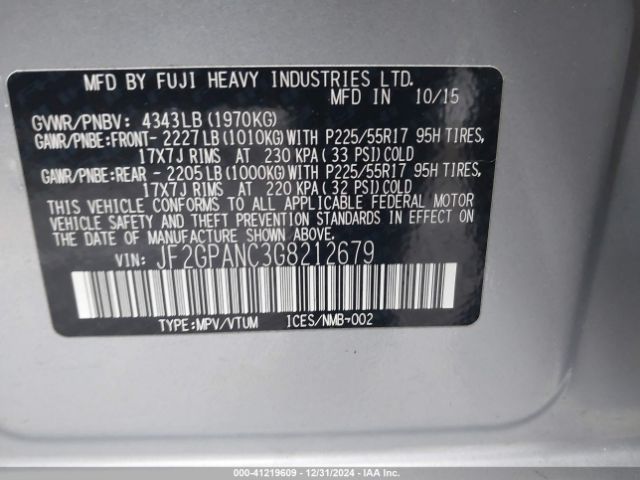 MFD BY FUJI HEAVY INDUSTRIES LTD.
MFD IN 10/15
GVWR/PNBV: 4343LB (1970KG)
GAWR/PNBE:FRONT- 2227LB(1010KG)WITH P225/55R17 95H TIRES,
17X7J RIMS AT 230 KPA(33 PSI)COLD
GAWR/PNBE:REAR - 2205LB(1000KG)WITH P225/55R17 95H TIRES,
17X7J RIMS AT 220 KPA(32 PSI)COLD
THIS VEHICLE CONFORMS TO ALL APPLICABLE FEDERAL MOTOR
VEHICLE SAFETY AND THEFT PREVENTION STANDARDS IN EFFECT
ON THE DATE OF MANUFACTURE SHOWN ABOVE.
VIN: JF2GPANC3G8212679
TYPE:MPV/VTUM ICES/NMB-002
000-41219609 - 12/31/2024 - IAA Inc.